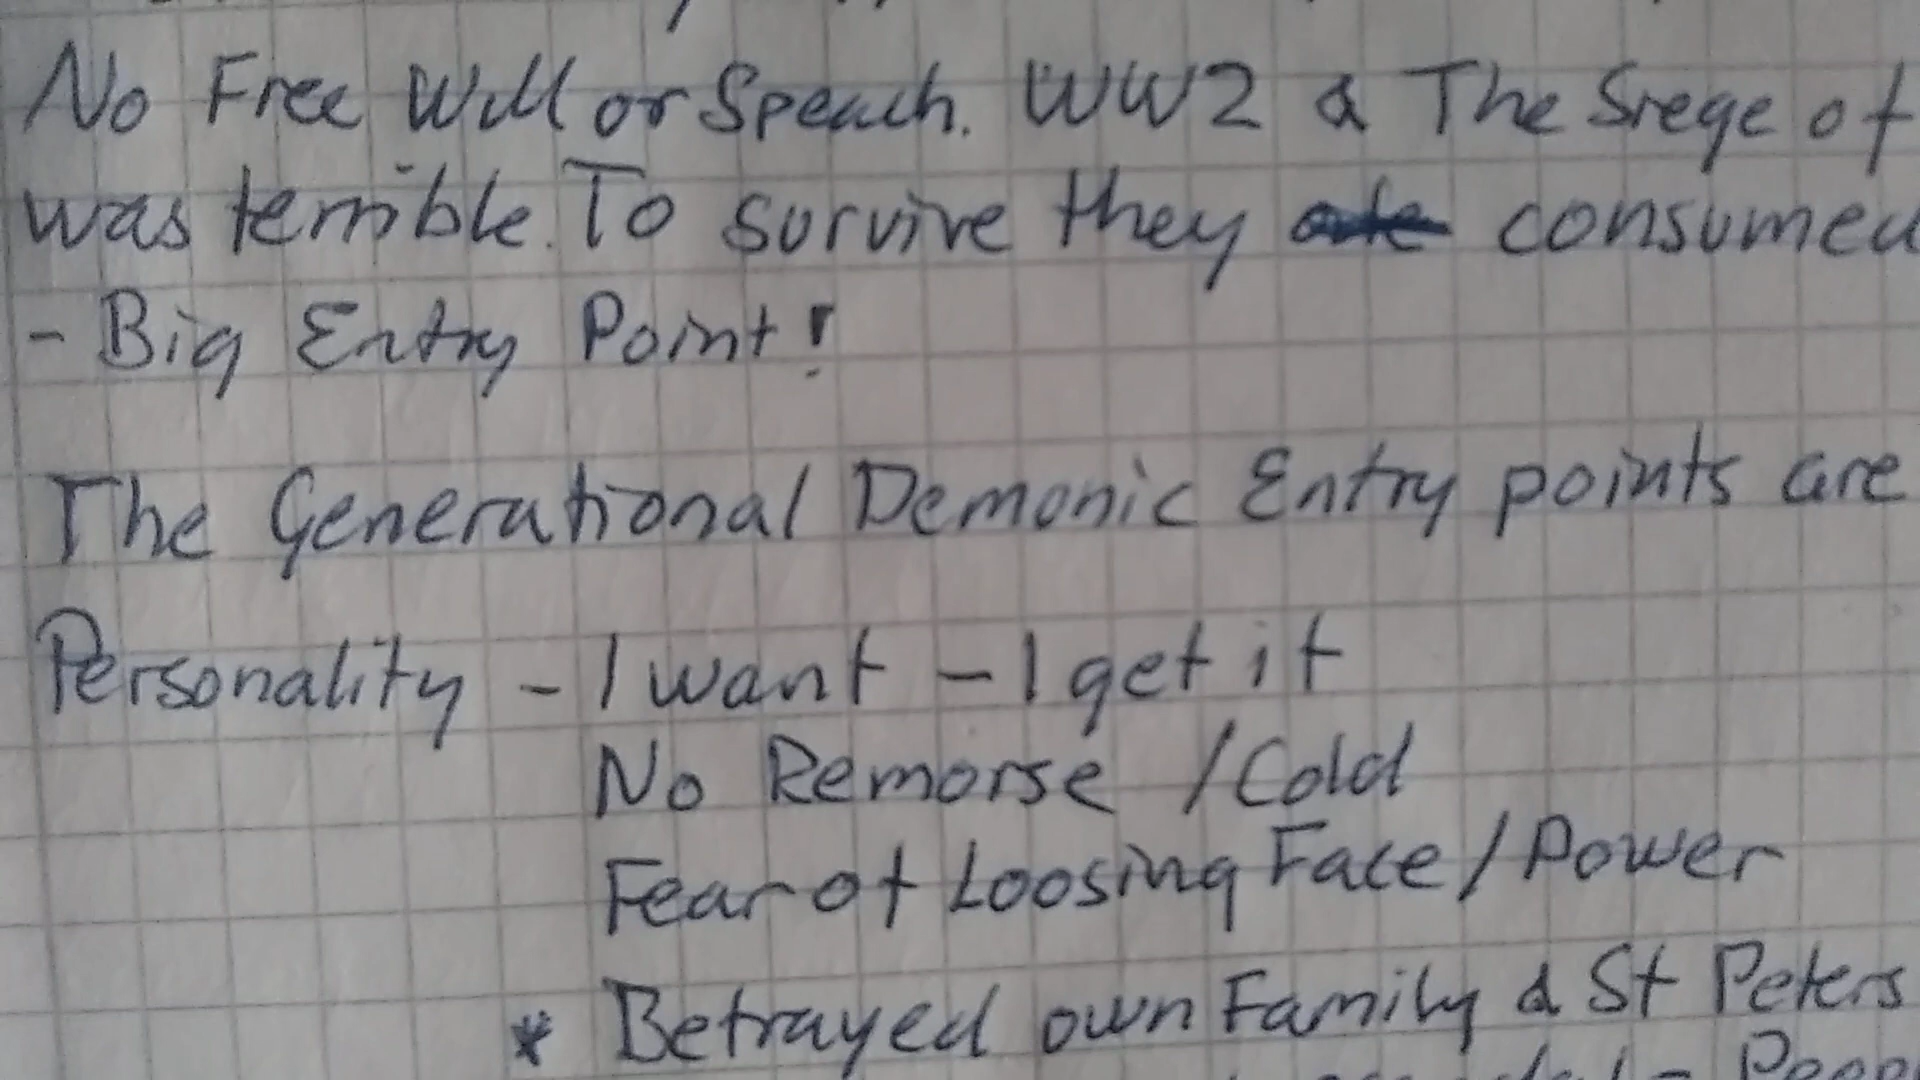 No Free Will or Speach. WW2 & The Siege of
was terrible. To survive they consumed
- Big Entry Point!
The Generational Demonic Entry points are
Personality - I want - I get it
No Remorse / Cold
Fear of Loosing Face / Power
* Betrayed own Family & St Peters